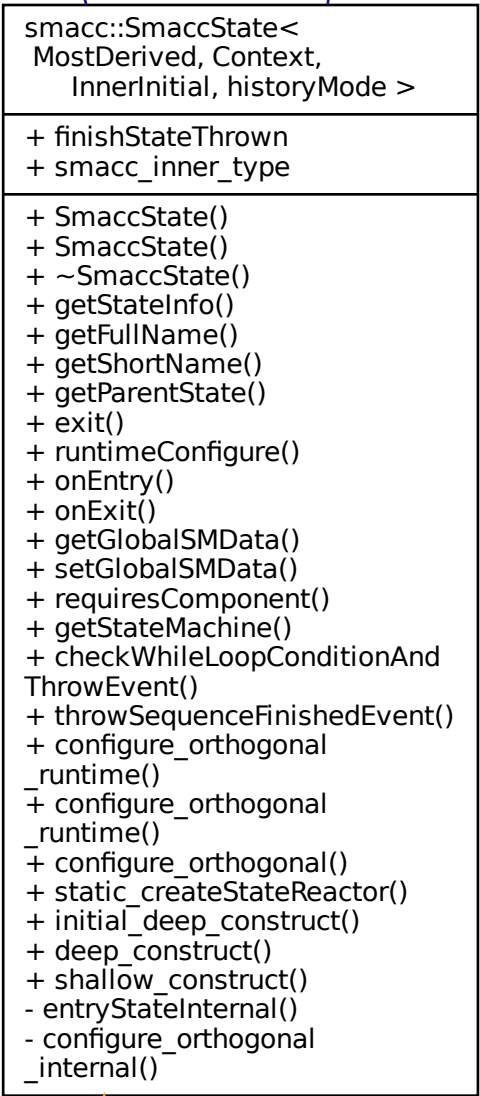 smacc::SmaccState<
MostDerived, Context,
InnerInitial, historyMode >
+ finishStateThrown
+ smacc_inner_type
+ SmaccState()
+ SmaccState()
+ ~SmaccState()
+ getStateInfo()
+ getFullName()
+ getShortName()
+ getParentState()
+ exit()
+ runtimeConfigure()
+ onEntry()
+ onExit()
+ getGlobalSMData()
+ setGlobalSMData()
+ requiresComponent()
+ getStateMachine()
+ checkWhileLoopConditionAnd
ThrowEvent()
+ throwSequenceFinishedEvent()
+ configure_orthogonal
_runtime()
+ configure_orthogonal
_runtime()
+ configure_orthogonal()
+ static_createStateReactor()
+ initial_deep_construct()
+ deep_construct()
+ shallow_construct()
- entryStateInternal()
- configure_orthogonal
_internal()